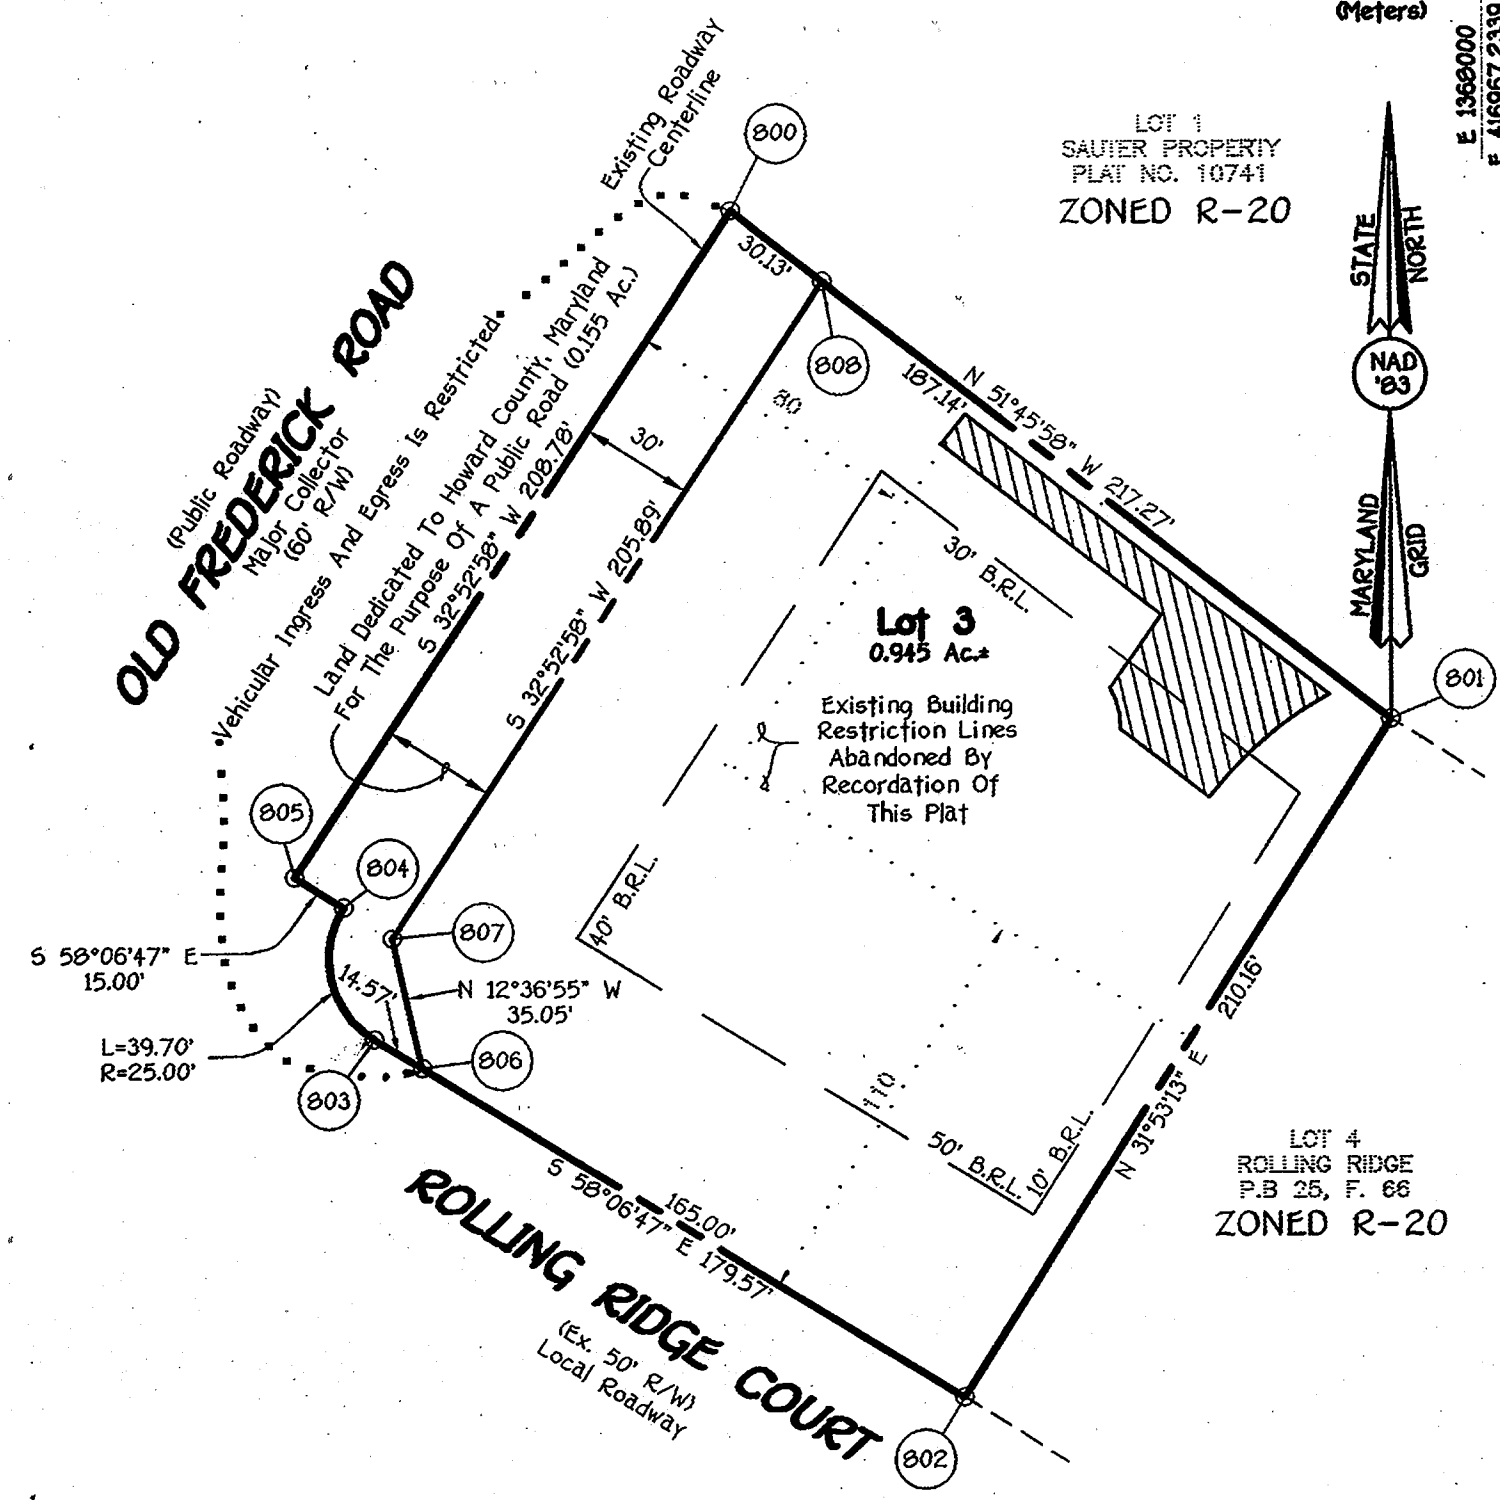 (Meters)
E 1368000
E 416967.2339
Existing Roadway
Centerline
800
LOT 1
SAUTER PROPERTY
PLAT NO. 10741
ZONED R-20
STATE
NORTH
NAD
'83
MARYLAND
GRID
30.13'
808
187.14'
N 51°45'58" W 217.27'
OLD FREDERICK ROAD
(Public Roadway)
Major Collector
(60' R/W)
Vehicular Ingress And Egress Is Restricted
Land Dedicated To Howard County, Maryland
For The Purpose Of A Public Road (0.155 Ac.)
S 32°52'58" W 208.78'
30'
80
S 32°52'58" W 205.89'
30' B.R.L.
Lot 3
0.945 Ac.±
Existing Building
Restriction Lines
Abandoned By
Recordation Of
This Plat
801
805
804
807
S 58°06'47" E
15.00'
14.57'
N 12°36'55" W
35.05'
L=39.70'
R=25.00'
803
806
40' B.R.L.
110
50' B.R.L.
10' B.R.L.
210.16'
N 31°53'13" E
165.00'
S 58°06'47" E 179.57'
LOT 4
ROLLING RIDGE
P.B 25, F. 66
ZONED R-20
ROLLING RIDGE COURT
(Ex. 50' R/W)
Local Roadway
802